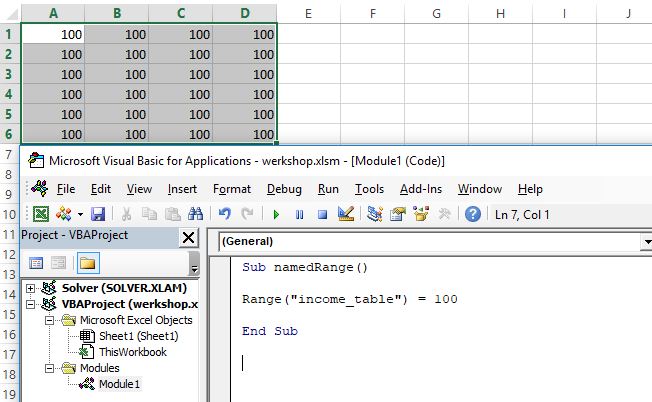 A B C D E F G H I J
1 100 100 100 100
2 100 100 100 100
3 100 100 100 100
4 100 100 100 100
5 100 100 100 100
6 100 100 100 100
7
8
9
10
11
12
13
14
15
16
17
18
19
Microsoft Visual Basic for Applications - werkshop.xlsm - [Module1 (Code)]
File Edit View Insert Format Debug Run Tools Add-Ins Window Help
Ln 7, Col 1
Project - VBAProject
Solver (SOLVER.XLAM)
VBAProject (werkshop.x
Microsoft Excel Objects
Sheet1 (Sheet1)
ThisWorkbook
Modules
Module1
(General)
Sub namedRange()
Range("income_table") = 100
End Sub